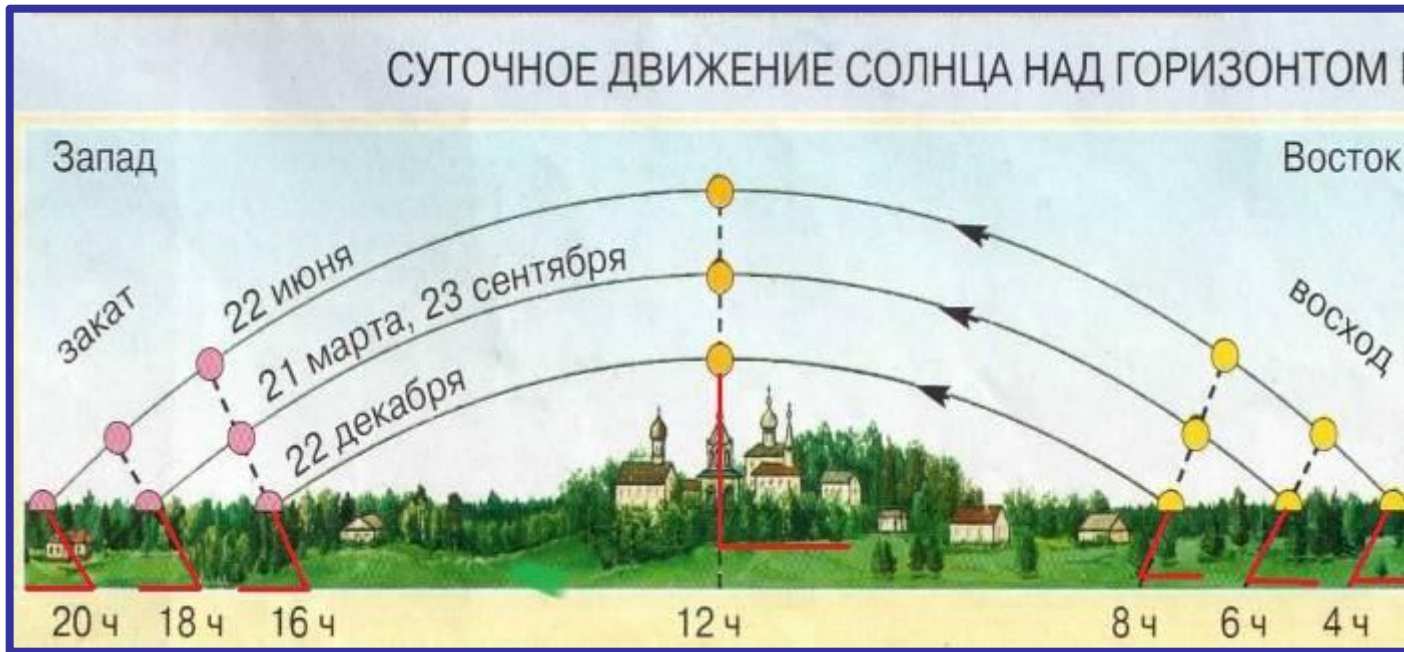 СУТОЧНОЕ ДВИЖЕНИЕ СОЛНЦА НАД ГОРИЗОНТОМ
Запад
Восток
закат
22 июня
21 марта, 23 сентября
22 декабря
восход
20 ч 18 ч 16 ч 12 ч 8 ч 6 ч 4 ч